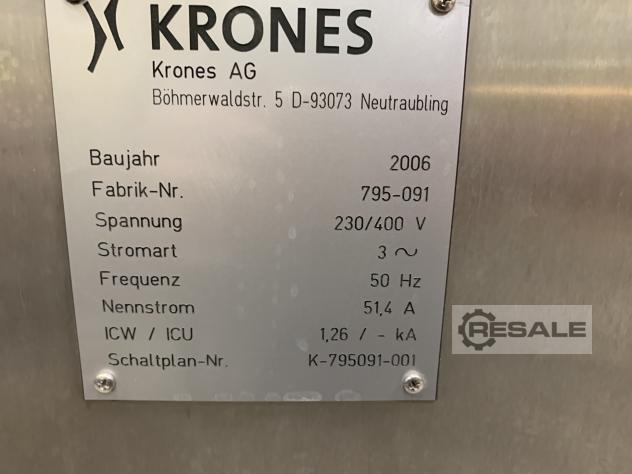 KRONES
Krones AG
Böhmerwaldstr. 5 D-93073 Neutraubling
Baujahr 2006
Fabrik-Nr. 795-091
Spannung 230/400 V
Stromart 3 ~
Frequenz 50 Hz
Nennstrom 51,4 A
ICW / ICU 1,26 / - kA
Schaltplan-Nr. K-795091-001
RESALE